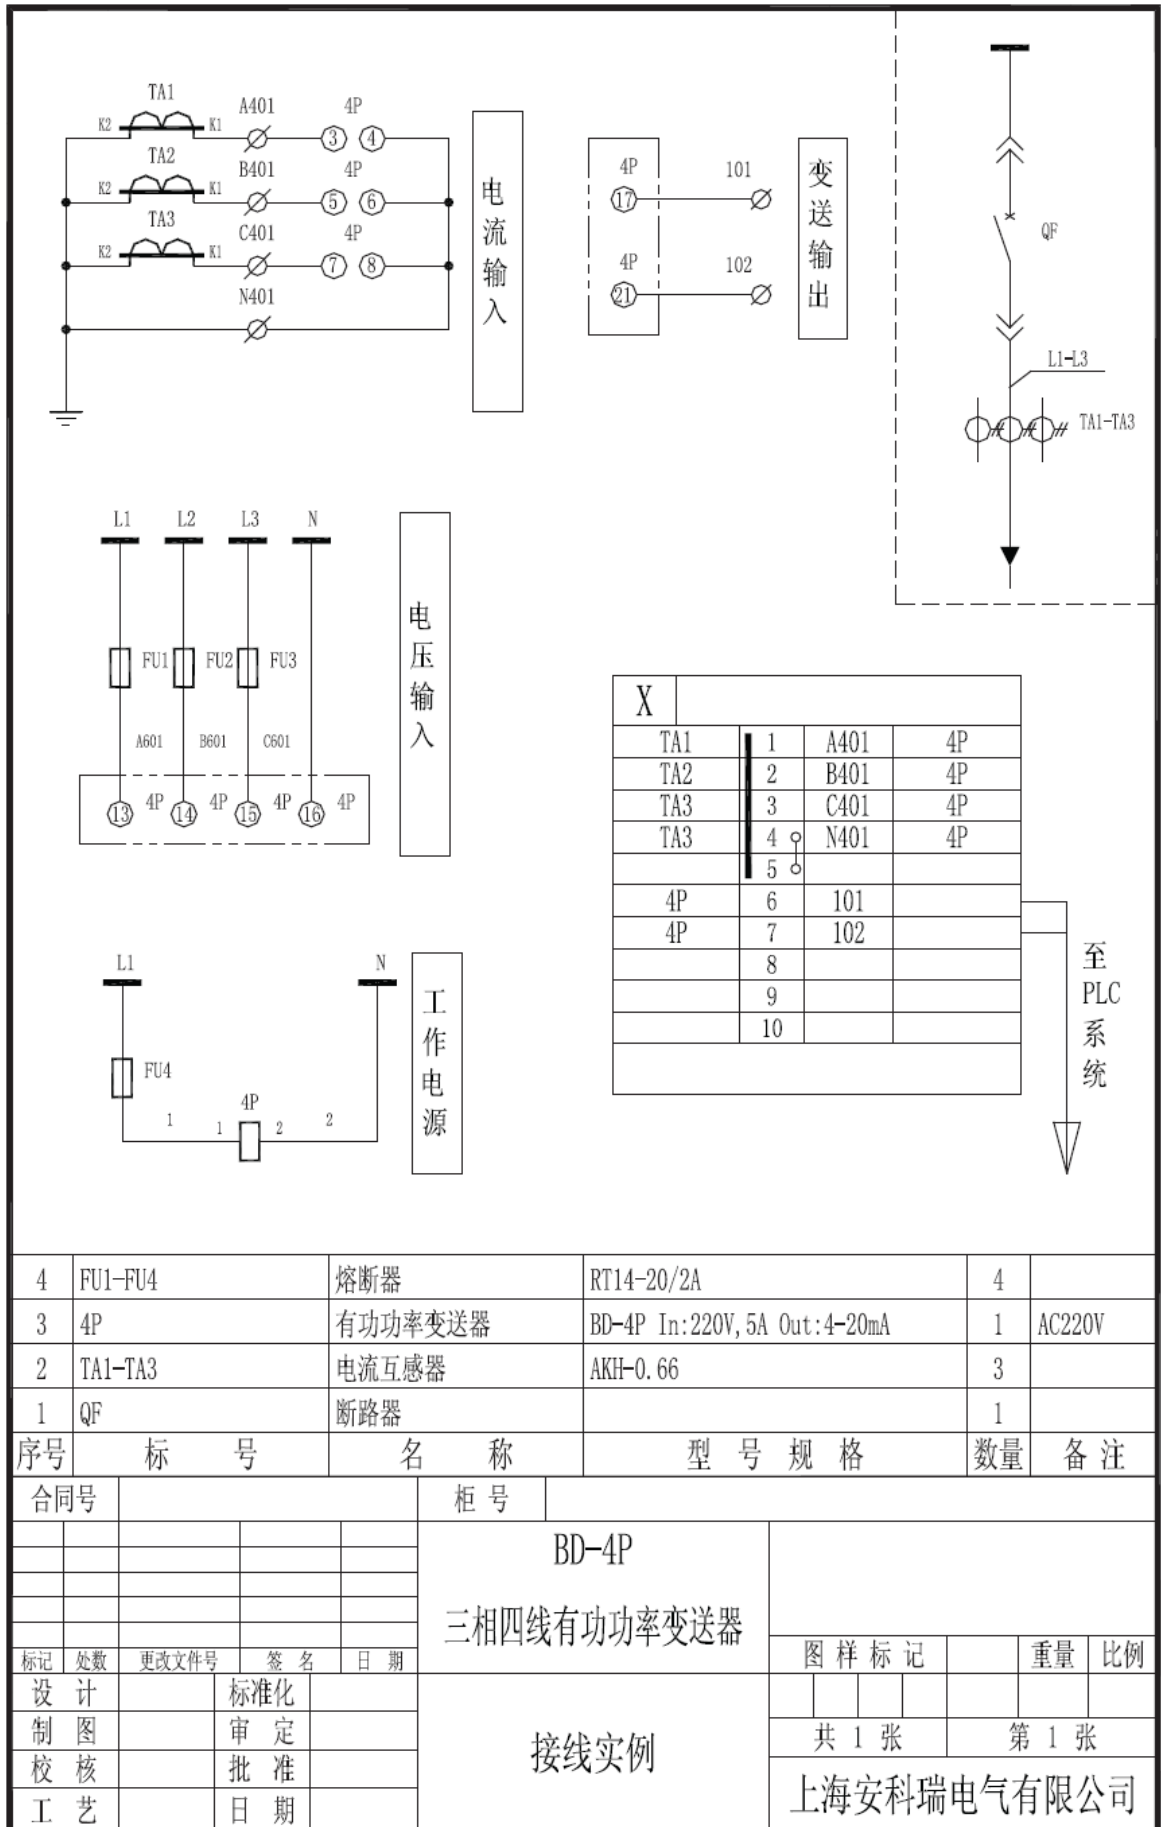 TA1
K2
K1
A401
4P
3
4
TA2
K2
K1
B401
4P
5
6
TA3
K2
K1
C401
4P
7
8
N401
电流输入
4P
17
101
4P
21
102
变送输出
QF
L1-L3
TA1-TA3
L1 L2 L3 N
FU1 FU2 FU3
A601 B601 C601
13 4P 14 4P 15 4P 16 4P
电压输入
L1 N
FU4
4P
1 1 2 2
工作电源
X
TA1 1 A401 4P
TA2 2 B401 4P
TA3 3 C401 4P
TA3 4 N401 4P
5
4P 6 101
4P 7 102
8
9
10
至PLC系统
4 FU1-FU4 熔断器 RT14-20/2A 4
3 4P 有功功率变送器 BD-4P In:220V,5A Out:4-20mA 1 AC220V
2 TA1-TA3 电流互感器 AKH-0.66 3
1 QF 断路器 1
序号 标号 名称 型号规格 数量 备注
合同号 柜号
BD-4P
三相四线有功功率变送器
标记 处数 更改文件号 签名 日期
图样标记 重量 比例
设计 标准化
制图 审定
校核 批准
工艺 日期
接线实例
共1张 第1张
上海安科瑞电气有限公司